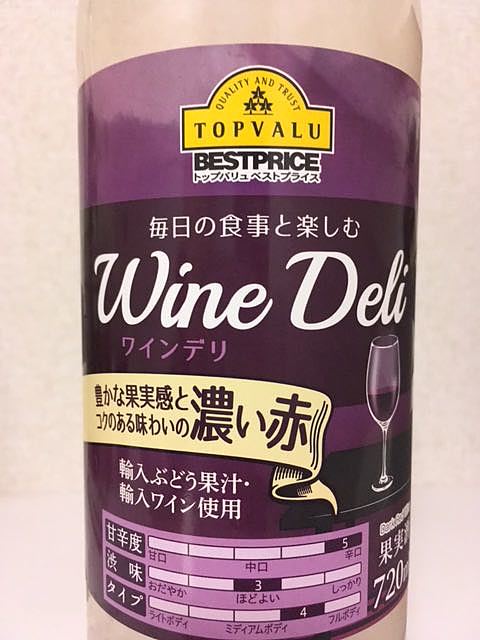 QUALITY AND TRUST
TOPVALU
BESTPRICE
トップバリュ ベストプライス
毎日の食事と楽しむ
Wine Deli
ワインデリ
豊かな果実感と
コクのある味わいの濃い赤
輸入ぶどう果汁・
輸入ワイン使用
甘辛度
5
甘口 中口 辛口
渋味
3
おだやか ほどよい しっかり
タイプ
4
ライトボディ ミディアムボディ フルボディ
果実
720m